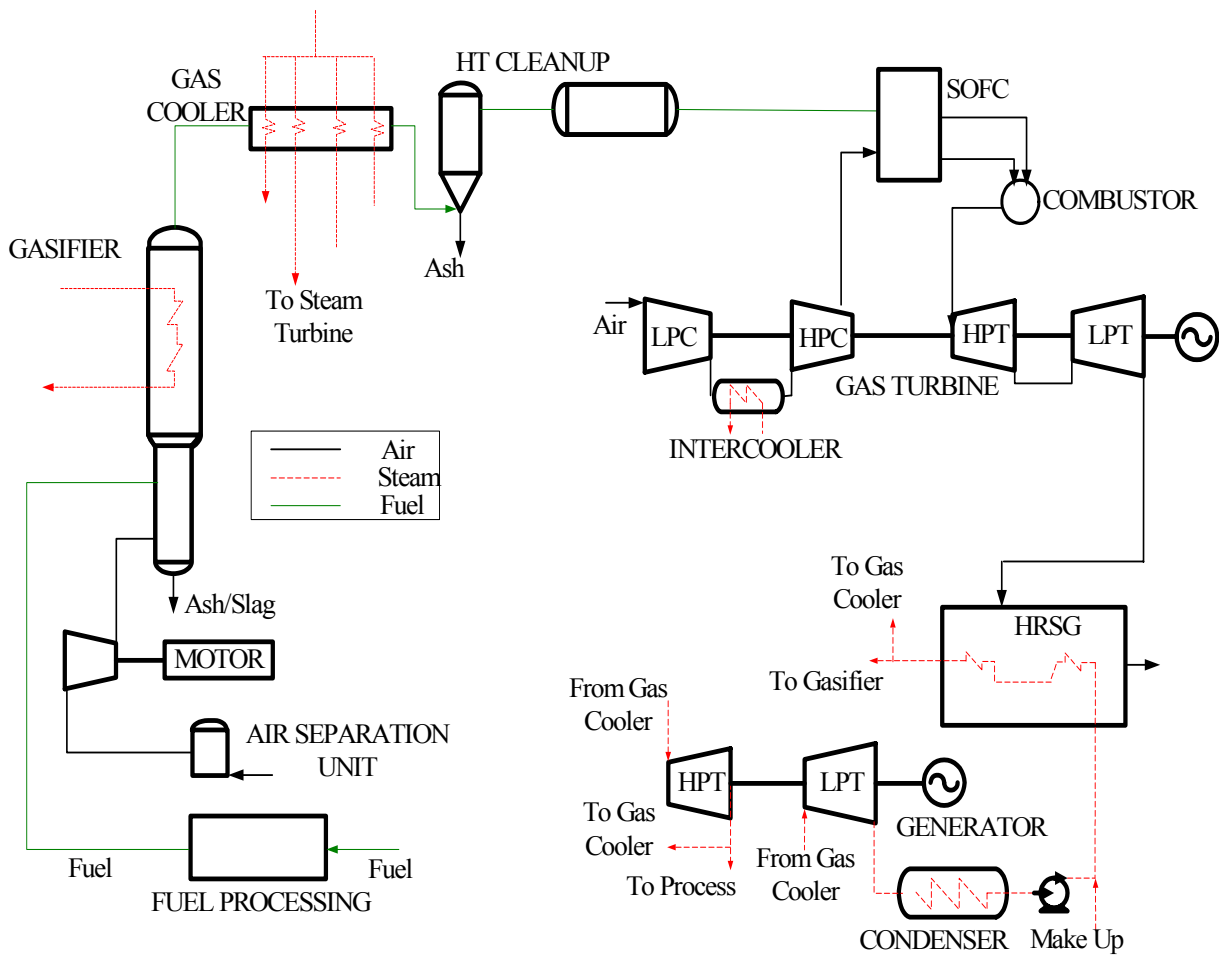 HT CLEANUP
GAS
COOLER
SOFC
COMBUSTOR
GASIFIER
Ash
To Steam
Turbine
Air
LPC
HPC
HPT
LPT
GAS TURBINE
INTERCOOLER
Air
Steam
Fuel
Ash/Slag
MOTOR
AIR SEPARATION
UNIT
Fuel
Fuel
FUEL PROCESSING
To Gas
Cooler
HRSG
To Gasifier
From Gas
Cooler
HPT
LPT
To Gas
Cooler
To Process
From Gas
Cooler
GENERATOR
CONDENSER
Make Up